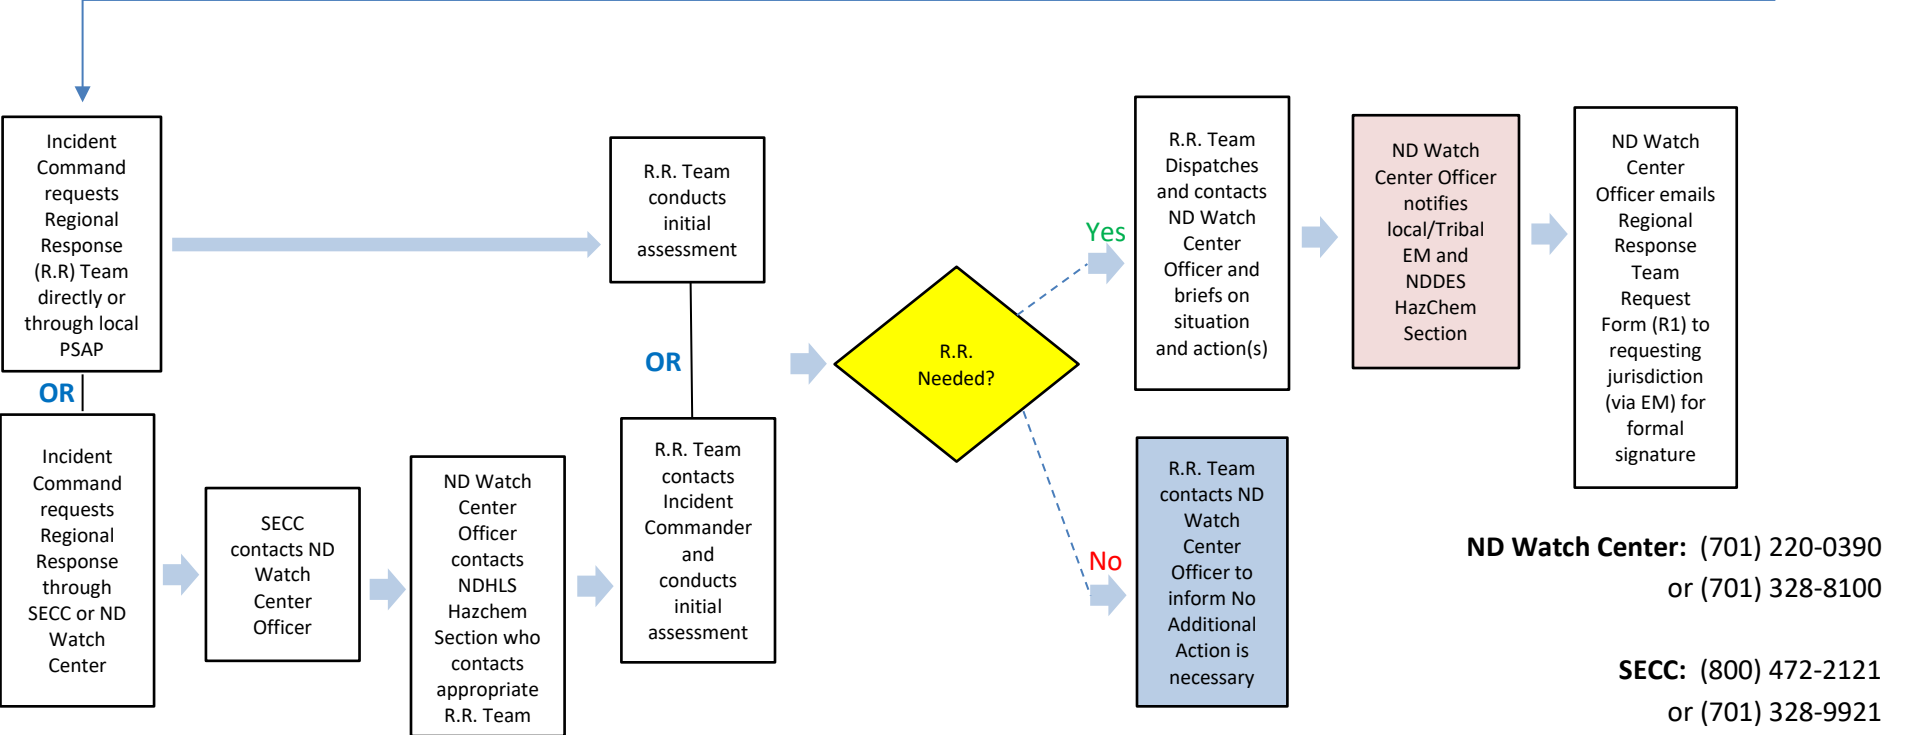 Incident
Command
requests
Regional
Response
(R.R) Team
directly or
through local
PSAP
OR
Incident
Command
requests
Regional
Response
through
SECC or ND
Watch
Center
SECC
contacts ND
Watch
Center
Officer
ND Watch
Center
Officer
contacts
NDHLS
Hazchem
Section who
contacts
appropriate
R.R. Team
R.R. Team
conducts
initial
assessment
OR
R.R. Team
contacts
Incident
Commander
and
conducts
initial
assessment
R.R.
Needed?
Yes
R.R. Team
Dispatches
and contacts
ND Watch
Center
Officer and
briefs on
situation
and action(s)
ND Watch
Center Officer
notifies
local/Tribal
EM and
NDDES
HazChem
Section
ND Watch
Center
Officer emails
Regional
Response
Team
Request
Form (R1) to
requesting
jurisdiction
(via EM) for
formal
signature
No
R.R. Team
contacts ND
Watch
Center
Officer to
inform No
Additional
Action is
necessary
ND Watch Center: (701) 220-0390
or (701) 328-8100
SECC: (800) 472-2121
or (701) 328-9921